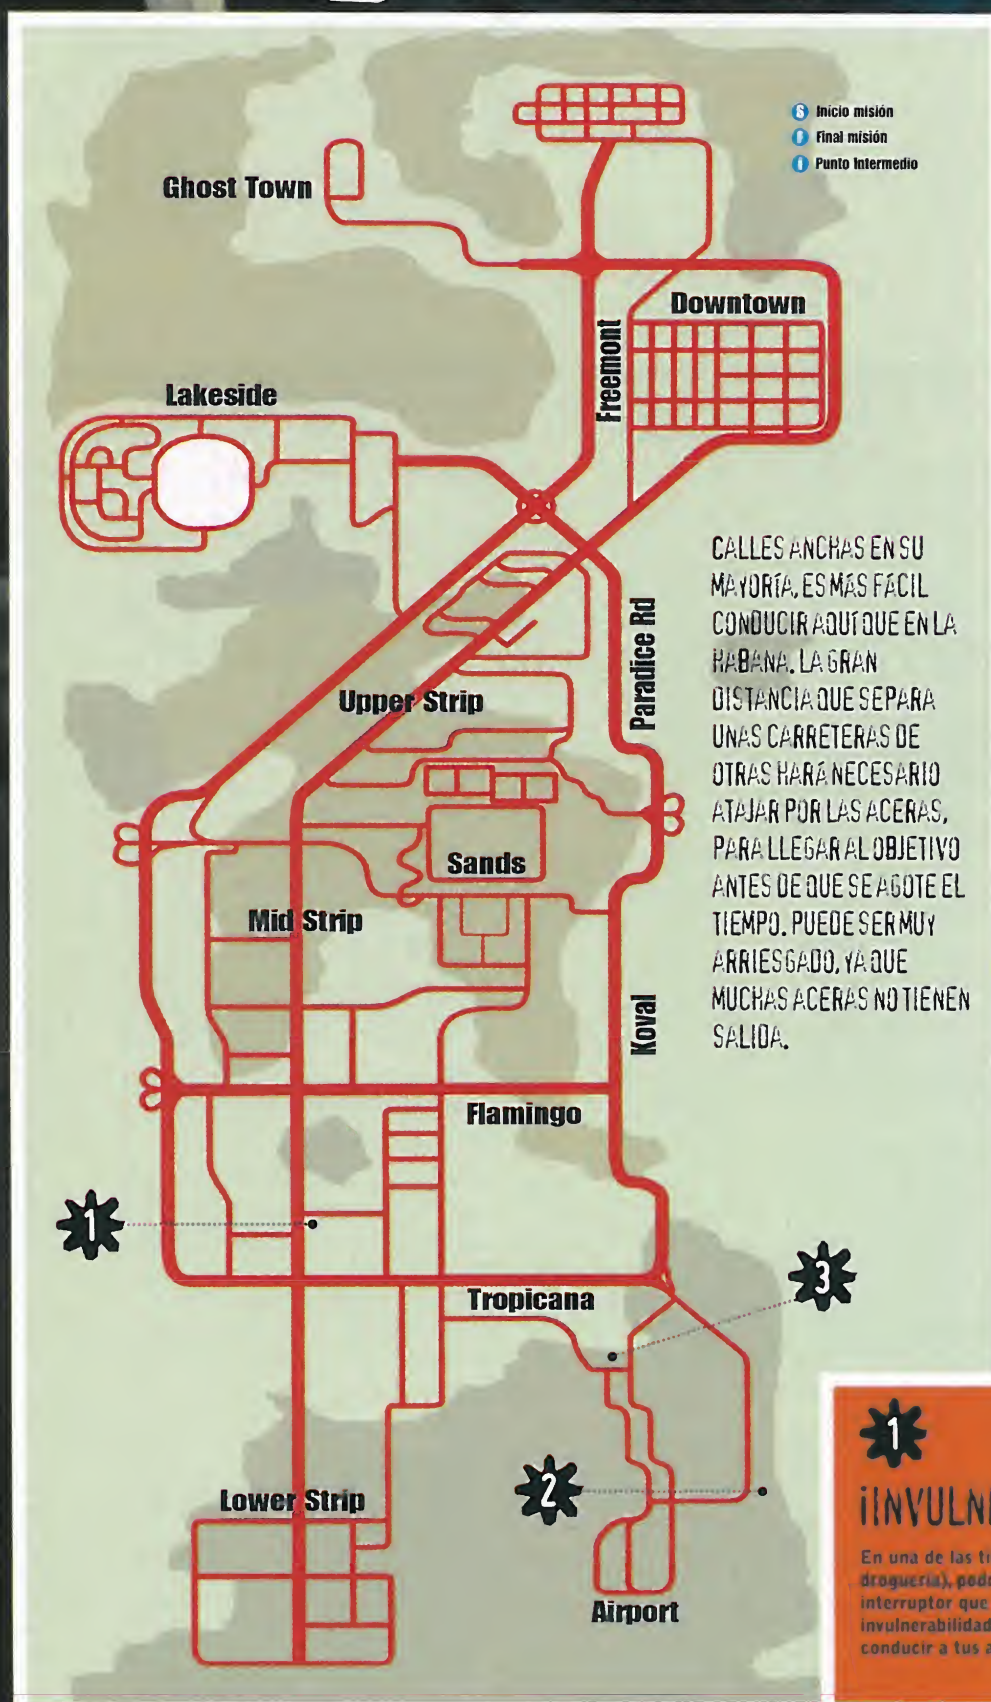 S Inicio misión
F Final misión
I Punto Intermedio
Ghost Town
Downtown
Freemont
Lakeside
CALLES ANCHAS EN SU
MAYORÍA. ES MÁS FÁCIL
CONDUCIR AQUÍ QUE EN LA
HABANA. LA GRAN
DISTANCIA QUE SEPARA
UNAS CARRETERAS DE
OTRAS HARÁ NECESARIO
ATAJAR POR LAS ACERAS,
PARA LLEGAR AL OBJETIVO
ANTES DE QUE SE AGOTE EL
TIEMPO. PUEDE SER MUY
ARRIESGADO, YA QUE
MUCHAS ACERAS NO TIENEN
SALIDA.
Paradice Rd
Upper Strip
Sands
Mid Strip
Koval
Flamingo
1
3
Tropicana
2
Lower Strip
Airport
1
¡INVULN
En una de las
droguería),
interruptor que
invulnerabilidad
conducir a tus